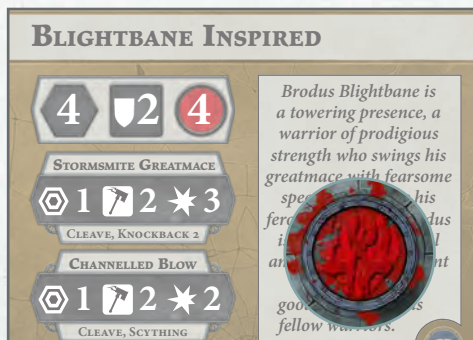 BLIGHTBANE INSPIRED
4 2 4
STORMSMITE GREATMACE
1 2 3
CLEAVE, KNOCKBACK 2
CHANNELLED BLOW
1 2 2
CLEAVE, SCYTHING
Brodus Blightbane is
a towering presence, a
warrior of prodigious
strength who swings his
greatmace with fearsome
his
fellow